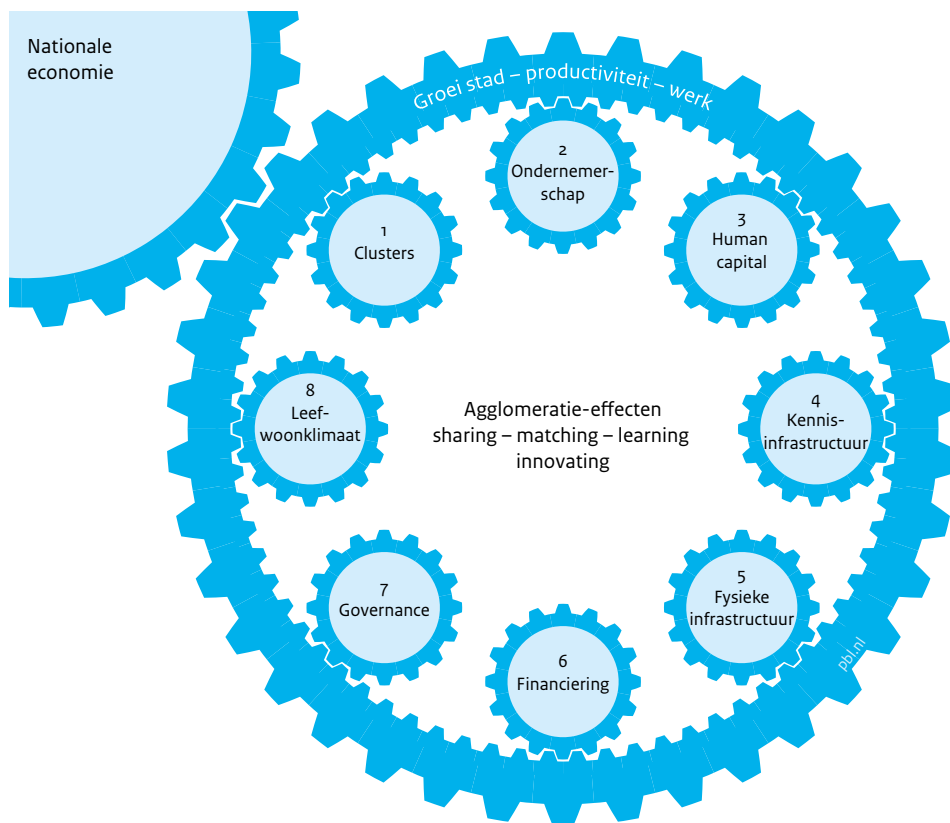 Nationale
economie
Groei stad – productiviteit – werk
1
Clusters
2
Ondernemer-
schap
3
Human
capital
4
Kennis-
infrastructuur
5
Fysieke
infrastructuur
6
Financiering
7
Governance
8
Leef-
woonklimaat
Agglomeratie-effecten
sharing – matching – learning
innovating
pbl.nl